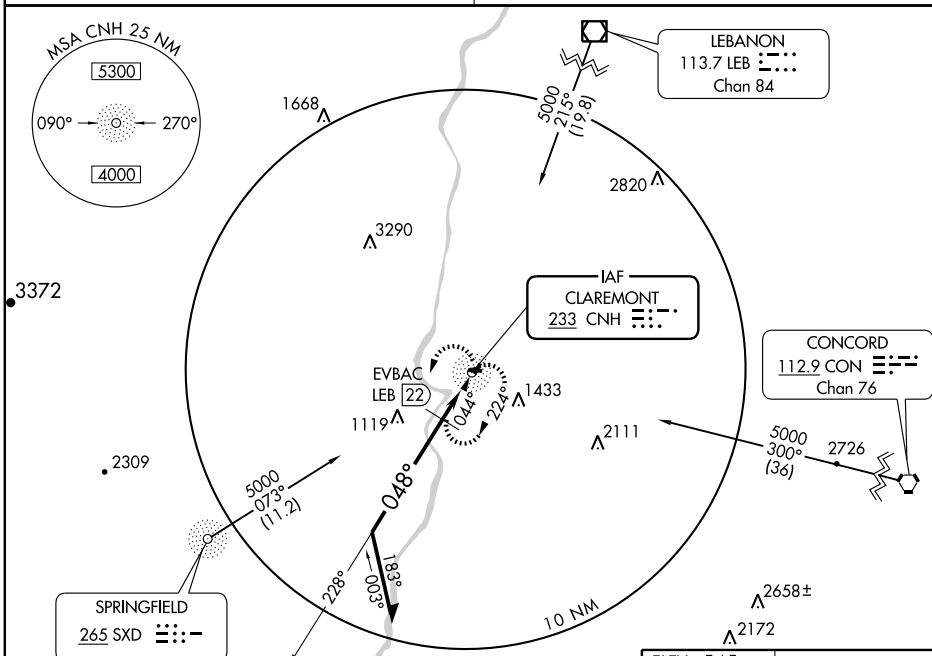 MSA CNH 25 NM
5300
090°
270°
4000
LEBANON
113.7 LEB
Chan 84
5000
215°
(19.8)
1668
2820
3290
3372
IAF
CLAREMONT
233 CNH
CONCORD
112.9 CON
Chan 76
EVBAC
LEB 22
044°
224°
1433
1119
2111
5000
300°
(36)
2726
2309
5000
073°
(11.2)
048°
183°
003°
228°
SPRINGFIELD
265 SXD
10 NM
2658±
2172